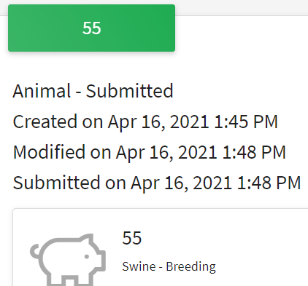 55
Animal - Submitted
Created on Apr 16, 2021 1:45 PM
Modified on Apr 16, 2021 1:48 PM
Submitted on Apr 16, 2021 1:48 PM
55
Swine - Breeding